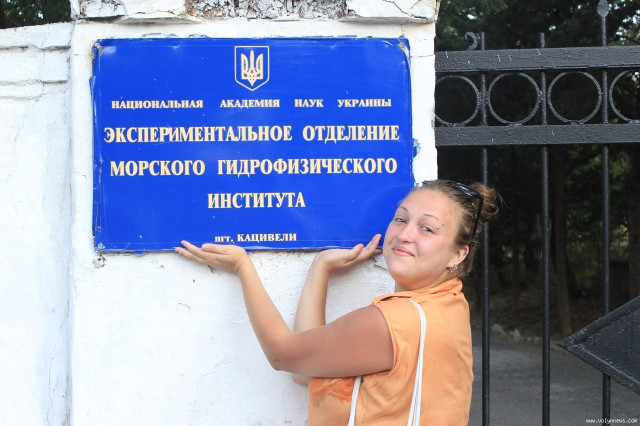 НАЦИОНАЛЬНАЯ АКАДЕМИЯ НАУК УКРАИНЫ
ЭКСПЕРИМЕНТАЛЬНОЕ ОТДЕЛЕНИЕ
МОРСКОГО ГИДРОФИЗИЧЕСКОГО
ИНСТИТУТА
пгт. КАЦИВЕЛИ
www.volynnews.com